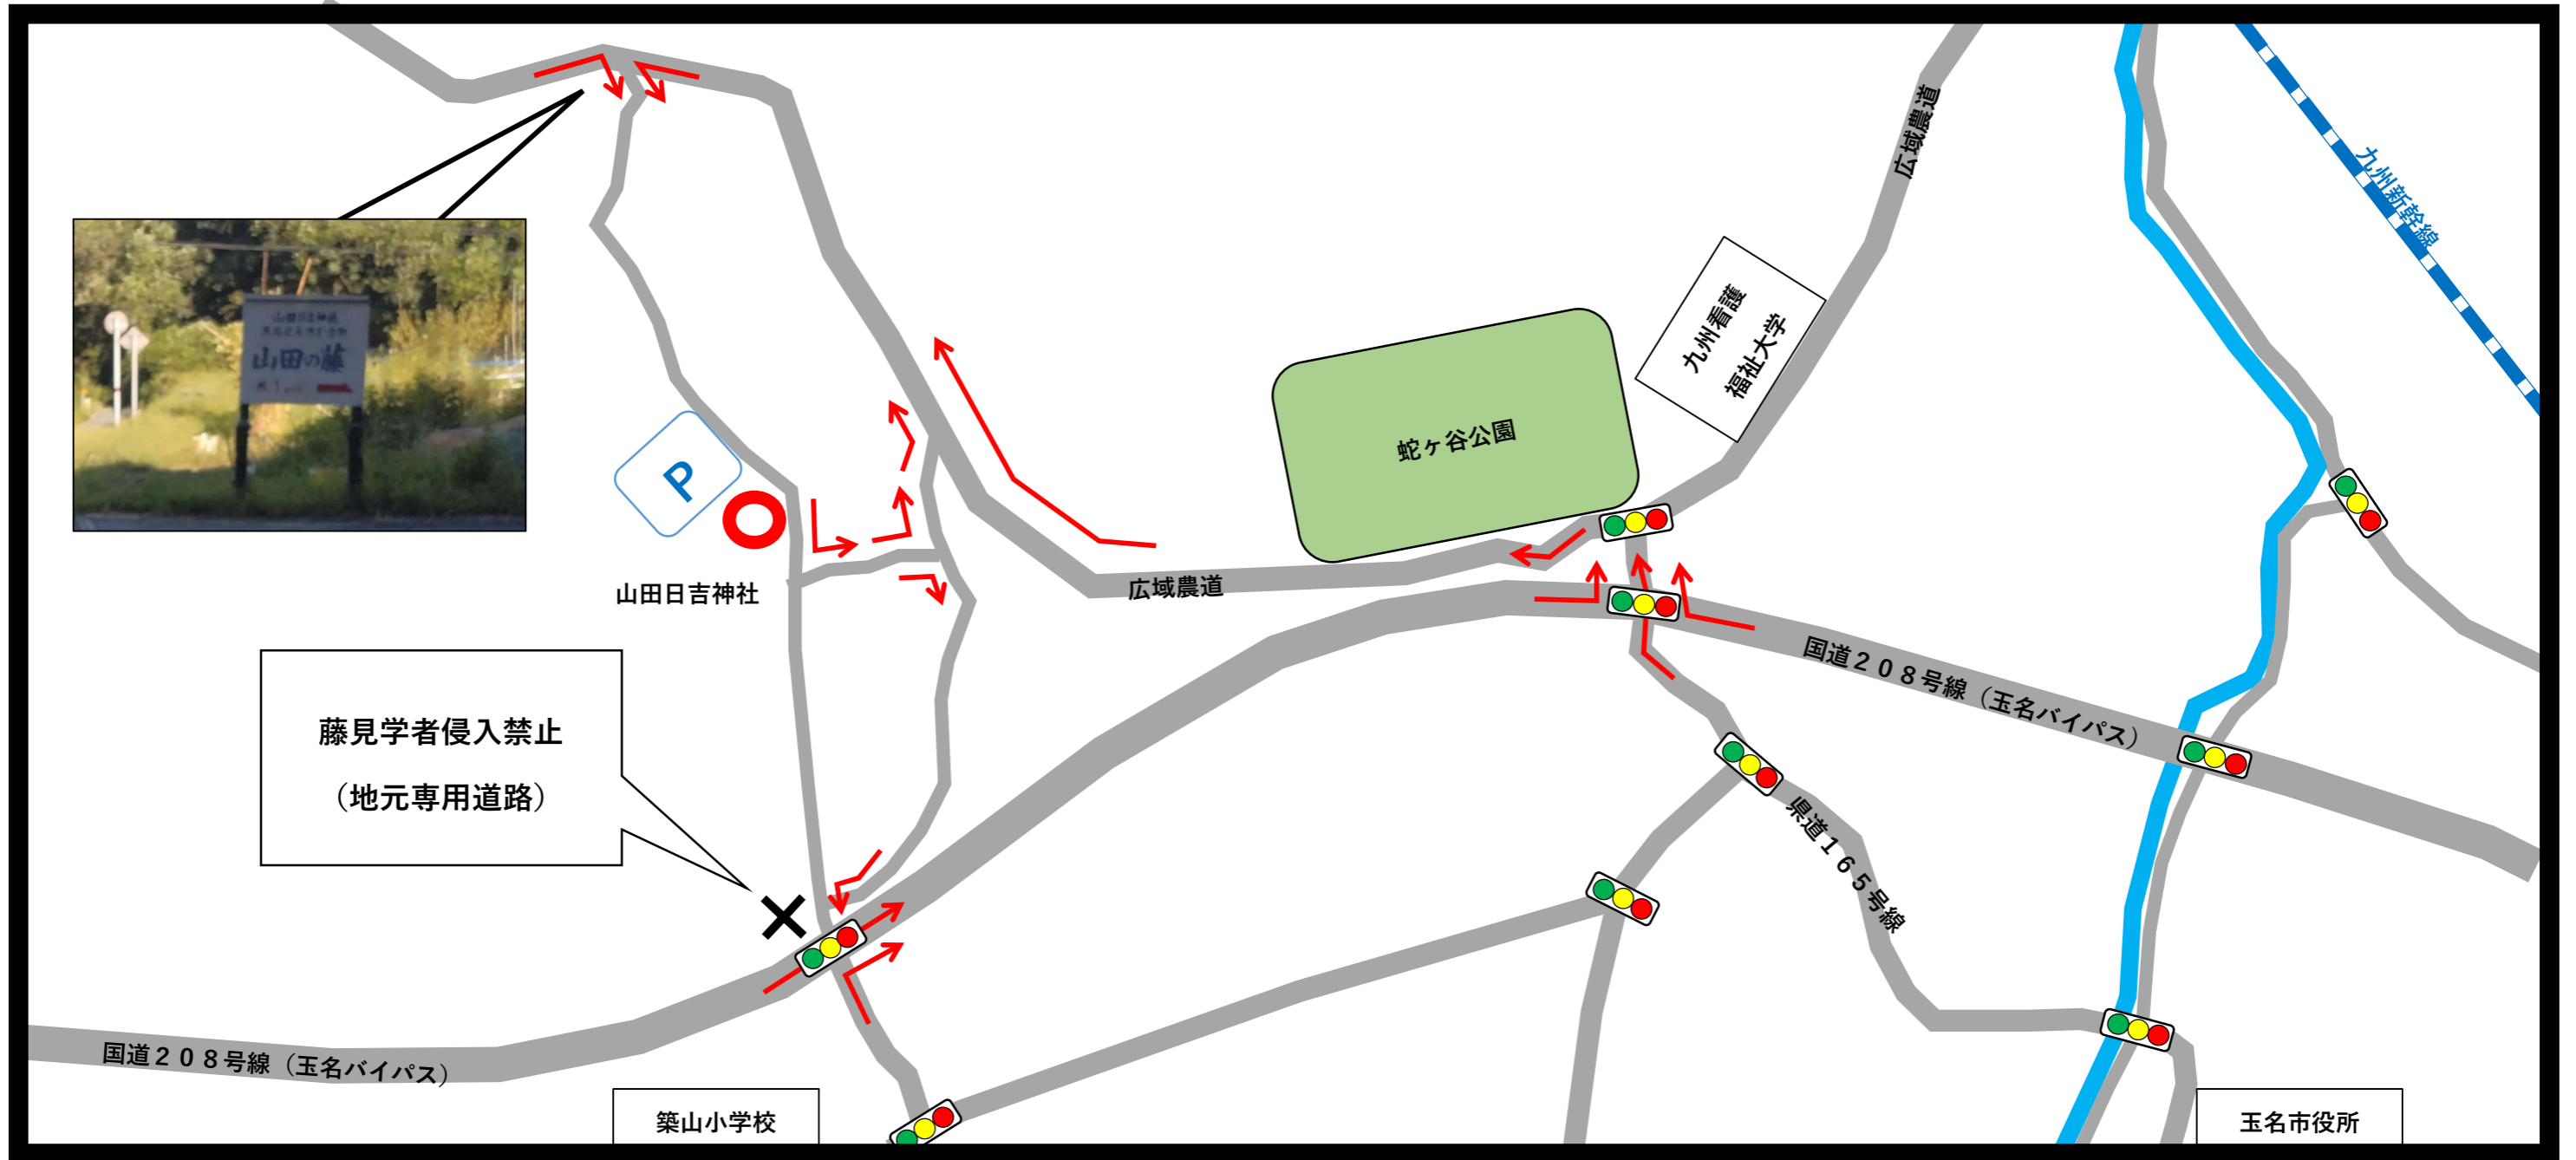 広域農道
九州新幹線
山田の藤
九州看護
福祉大学
蛇ヶ谷公園
P
山田日吉神社
広域農道
国道２０８号線（玉名バイパス）
藤見学者侵入禁止
（地元専用道路）
県道１６５号線
国道２０８号線（玉名バイパス）
築山小学校
玉名市役所